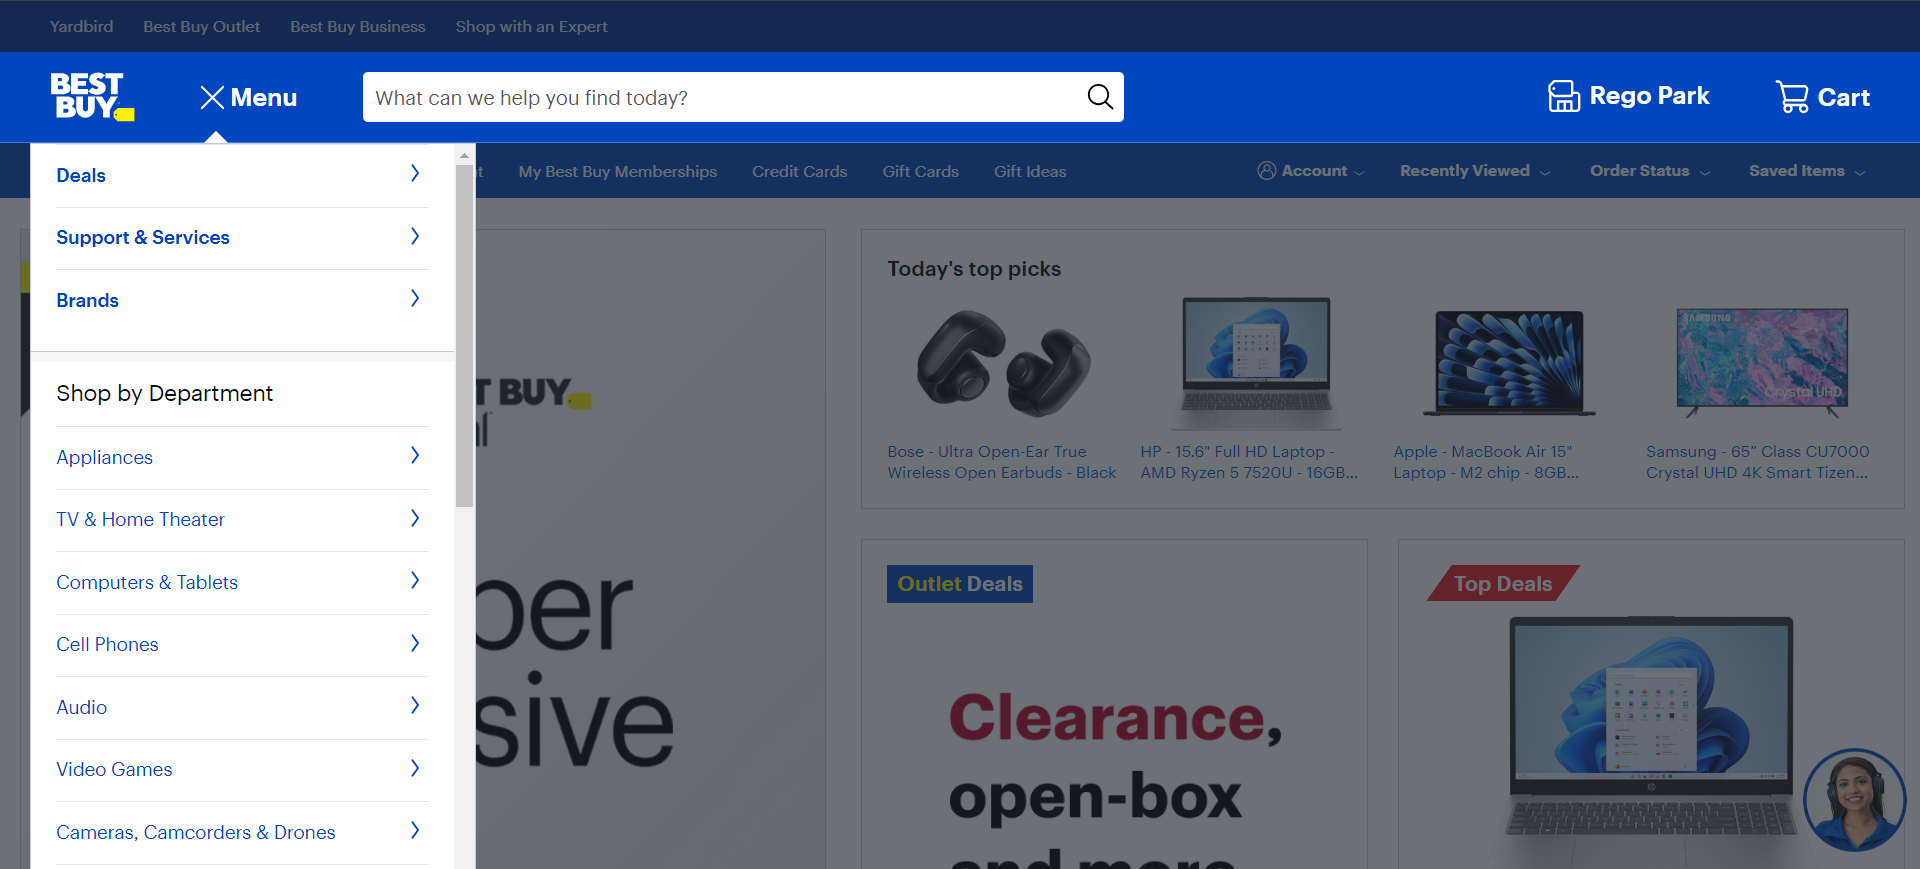 Yardbird Best Buy Outlet Best Buy Business Shop with an Expert
BEST
BUY
Menu
What can we help you find today?
Rego Park
Cart
My Best Buy Memberships Credit Cards Gift Cards Gift Ideas
Account Recently Viewed Order Status Saved Items
Deals
Support & Services
Brands
Shop by Department
Appliances
TV & Home Theater
Computers & Tablets
Cell Phones
Audio
Video Games
Cameras, Camcorders & Drones
BUY
Today's top picks
SAMSUNG
Crystal UHD
Bose - Ultra Open-Ear True
Wireless Open Earbuds - Black
HP - 15.6" Full HD Laptop -
AMD Ryzen 5 7520U - 16GB...
Apple - MacBook Air 15"
Laptop - M2 chip - 8GB...
Samsung - 65” Class CU7000
Crystal UHD 4K Smart Tizen...
Outlet Deals
Clearance,
open-box
and more
Top Deals